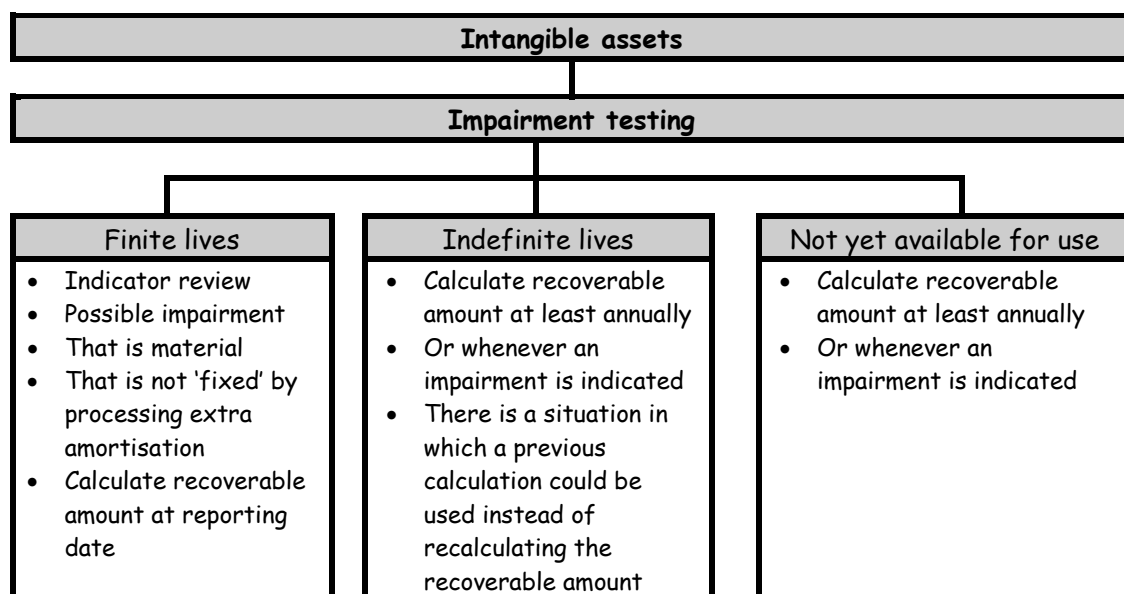 Intangible assets
Impairment testing
Finite lives
• Indicator review
• Possible impairment
• That is material
• That is not ‘fixed’ by
processing extra
amortisation
• Calculate recoverable
amount at reporting
date
Indefinite lives
• Calculate recoverable
amount at least annually
• Or whenever an
impairment is indicated
• There is a situation in
which a previous
calculation could be
used instead of
recalculating the
recoverable amount
Not yet available for use
• Calculate recoverable
amount at least annually
• Or whenever an
impairment is indicated